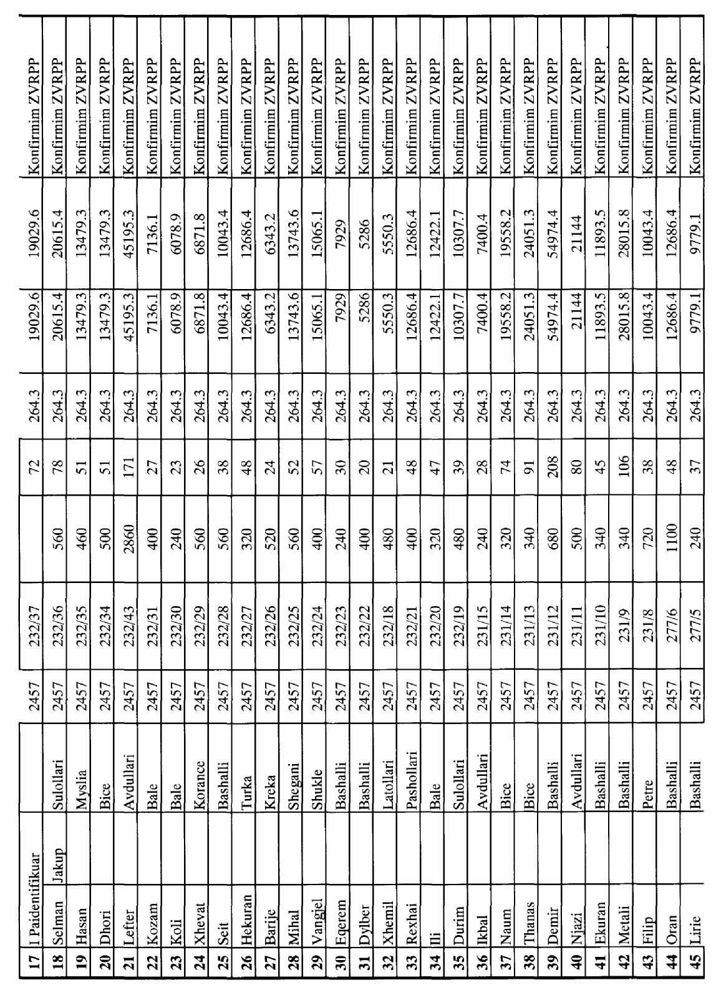 17 I Paidentifikuar 2457 232/37 72 264.3 19029.6 19029.6 Konfirmim ZVRPP
18 Selman Jakup Sulollari 2457 232/36 560 78 264.3 20615.4 20615.4 Konfirmim ZVRPP
19 Hasan Myslia 2457 232/35 460 51 264.3 13479.3 13479.3 Konfirmim ZVRPP
20 Dhori Bice 2457 232/34 500 51 264.3 13479.3 13479.3 Konfirmim ZVRPP
21 Lefter Avdullari 2457 232/43 2860 171 264.3 45195.3 45195.3 Konfirmim ZVRPP
22 Kozam Bale 2457 232/31 400 27 264.3 7136.1 7136.1 Konfirmim ZVRPP
23 Koli Bale 2457 232/30 240 23 264.3 6078.9 6078.9 Konfirmim ZVRPP
24 Xhevat Korance 2457 232/29 560 26 264.3 6871.8 6871.8 Konfirmim ZVRPP
25 Seit Bashalli 2457 232/28 560 38 264.3 10043.4 10043.4 Konfirmim ZVRPP
26 Hekuran Turka 2457 232/27 320 48 264.3 12686.4 12686.4 Konfirmim ZVRPP
27 Barije Kreka 2457 232/26 520 24 264.3 6343.2 6343.2 Konfirmim ZVRPP
28 Mihal Shegani 2457 232/25 560 52 264.3 13743.6 13743.6 Konfirmim ZVRPP
29 Vangjel Shukle 2457 232/24 400 57 264.3 15065.1 15065.1 Konfirmim ZVRPP
30 Eqerem Bashalli 2457 232/23 240 30 264.3 7929 7929 Konfirmim ZVRPP
31 Dylber Bashalli 2457 232/22 400 20 264.3 5286 5286 Konfirmim ZVRPP
32 Xhemil Latollari 2457 232/18 480 21 264.3 5550.3 5550.3 Konfirmim ZVRPP
33 Rexhai Pashollari 2457 232/21 400 48 264.3 12686.4 12686.4 Konfirmim ZVRPP
34 Ili Bale 2457 232/20 320 47 264.3 12422.1 12422.1 Konfirmim ZVRPP
35 Durim Sulollari 2457 232/19 480 39 264.3 10307.7 10307.7 Konfirmim ZVRPP
36 Ikbal Avdullari 2457 231/15 240 28 264.3 7400.4 7400.4 Konfirmim ZVRPP
37 Naum Bice 2457 231/14 320 74 264.3 19558.2 19558.2 Konfirmim ZVRPP
38 Thanas Bice 2457 231/13 340 91 264.3 24051.3 24051.3 Konfirmim ZVRPP
39 Demir Bashalli 2457 231/12 680 208 264.3 54974.4 54974.4 Konfirmim ZVRPP
40 Njazi Avdullari 2457 231/11 500 80 264.3 21144 21144 Konfirmim ZVRPP
41 Ekuran Bashalli 2457 231/10 340 45 264.3 11893.5 11893.5 Konfirmim ZVRPP
42 Metali Bashalli 2457 231/9 340 106 264.3 28015.8 28015.8 Konfirmim ZVRPP
43 Filip Petre 2457 231/8 720 38 264.3 10043.4 10043.4 Konfirmim ZVRPP
44 Oran Bashalli 2457 277/6 1100 48 264.3 12686.4 12686.4 Konfirmim ZVRPP
45 Lirie Bashalli 2457 277/5 240 37 264.3 9779.1 9779.1 Konfirmim ZVRPP